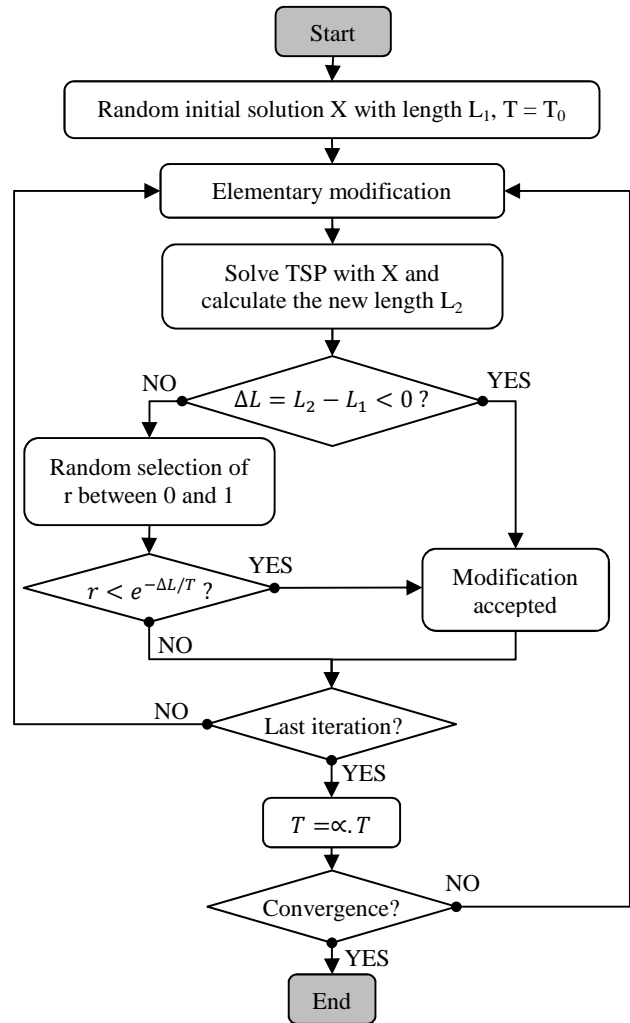 Start
Random initial solution X with length L₁, T = T₀
Elementary modification
Solve TSP with X and
calculate the new length L₂
NO
YES
ΔL = L₂ − L₁ < 0 ?
Random selection of
r between 0 and 1
r < e^{−ΔL/T} ?
YES
Modification
accepted
NO
NO
Last iteration?
YES
T =∝. T
NO
Convergence?
YES
End